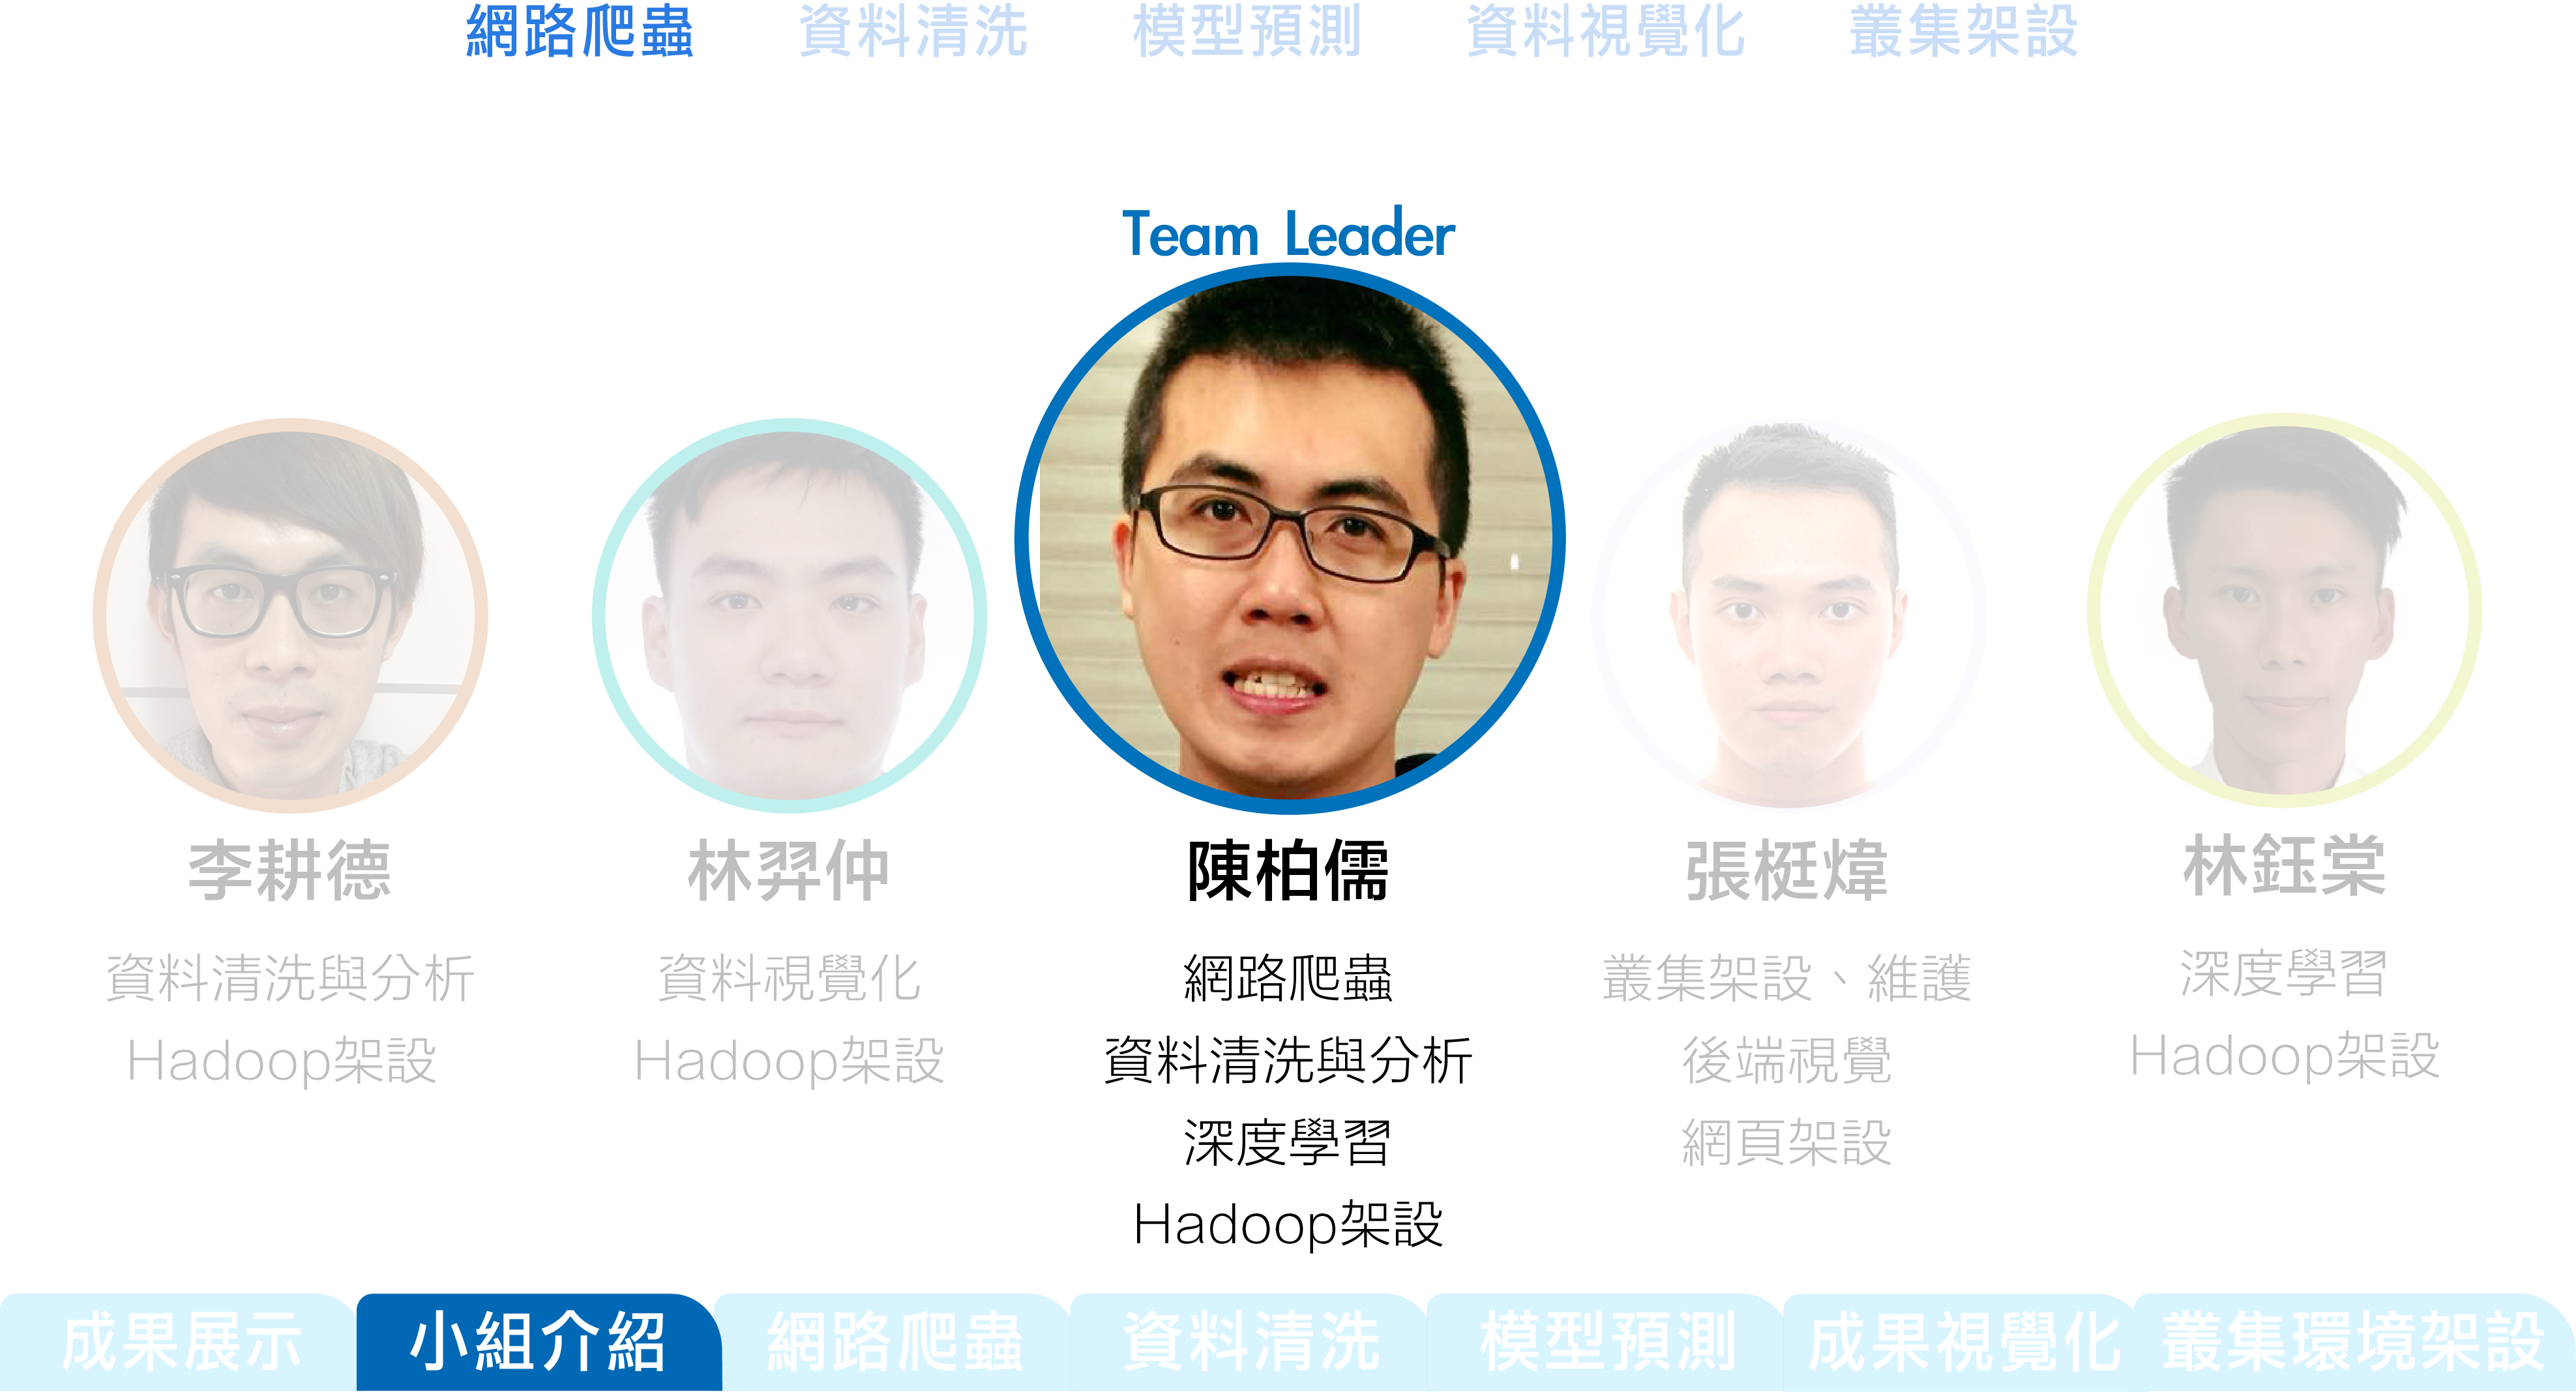 網路爬蟲
資料清洗
模型預測
資料視覺化
叢集架設
Team Leader
李耕德
資料清洗與分析
Hadoop架設
林羿仲
資料視覺化
Hadoop架設
陳柏儒
網路爬蟲
資料清洗與分析
深度學習
Hadoop架設
張梃煒
叢集架設、維護
後端視覺
網頁架設
林鈺棠
深度學習
Hadoop架設
成果展示
小組介紹
網路爬蟲
資料清洗
模型預測
成果視覺化
叢集環境架設